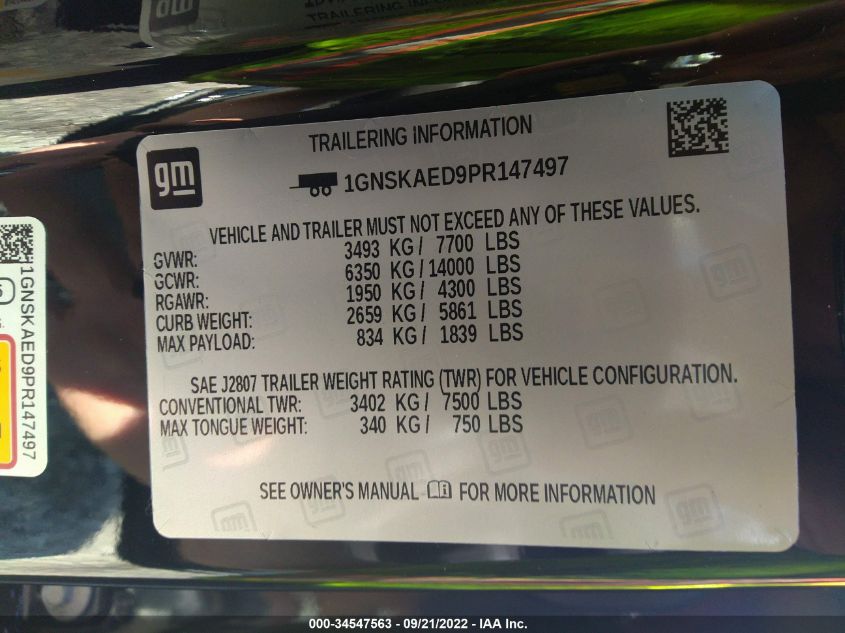 TRAILERING INFORMATION
gm
1GNSKAED9PR147497
VEHICLE AND TRAILER MUST NOT EXCEED ANY OF THESE VALUES.
GVWR: 3493 KG / 7700 LBS
GCWR: 6350 KG / 14000 LBS
RGAWR: 1950 KG / 4300 LBS
CURB WEIGHT: 2659 KG / 5861 LBS
MAX PAYLOAD: 834 KG / 1839 LBS
SAE J2807 TRAILER WEIGHT RATING (TWR) FOR VEHICLE CONFIGURATION.
CONVENTIONAL TWR: 3402 KG / 7500 LBS
MAX TONGUE WEIGHT: 340 KG / 750 LBS
SEE OWNER'S MANUAL FOR MORE INFORMATION
1GNSKAED9PR147497
000-34547563 - 09/21/2022 - IAA Inc.